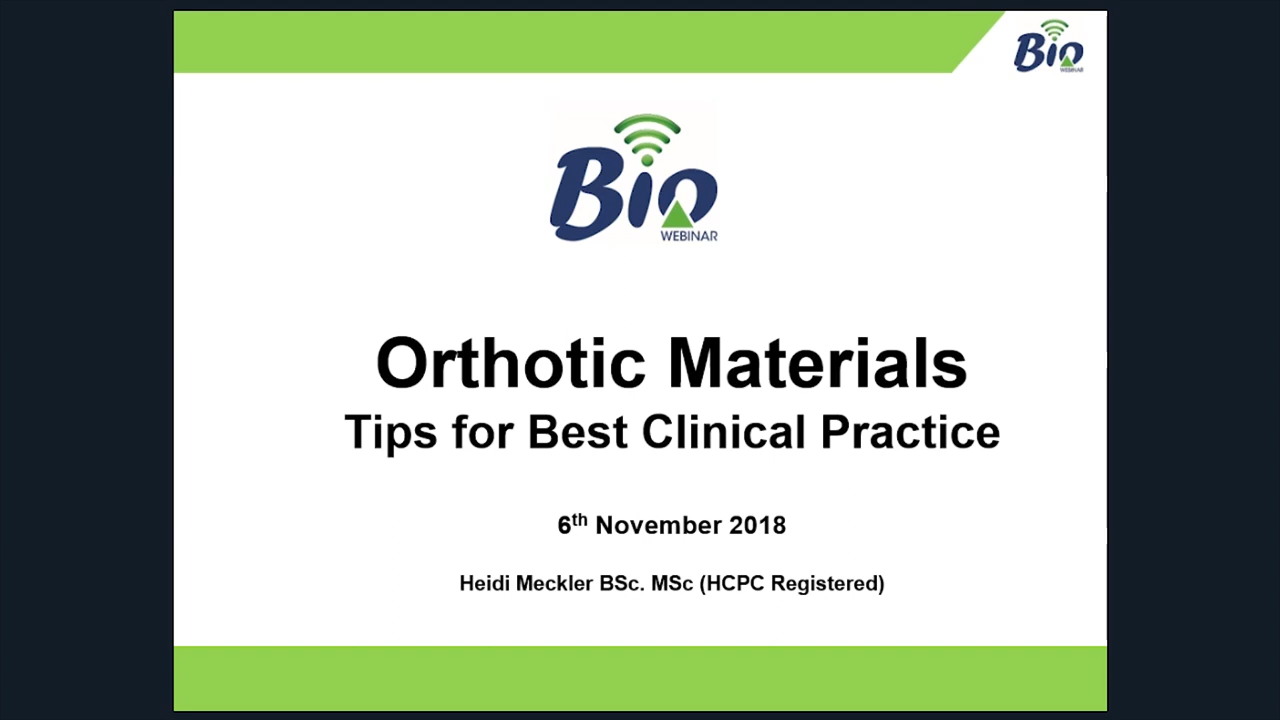 Bio
WEBINAR
Bio
WEBINAR
Orthotic Materials
Tips for Best Clinical Practice
6th November 2018
Heidi Meckler BSc. MSc (HCPC Registered)